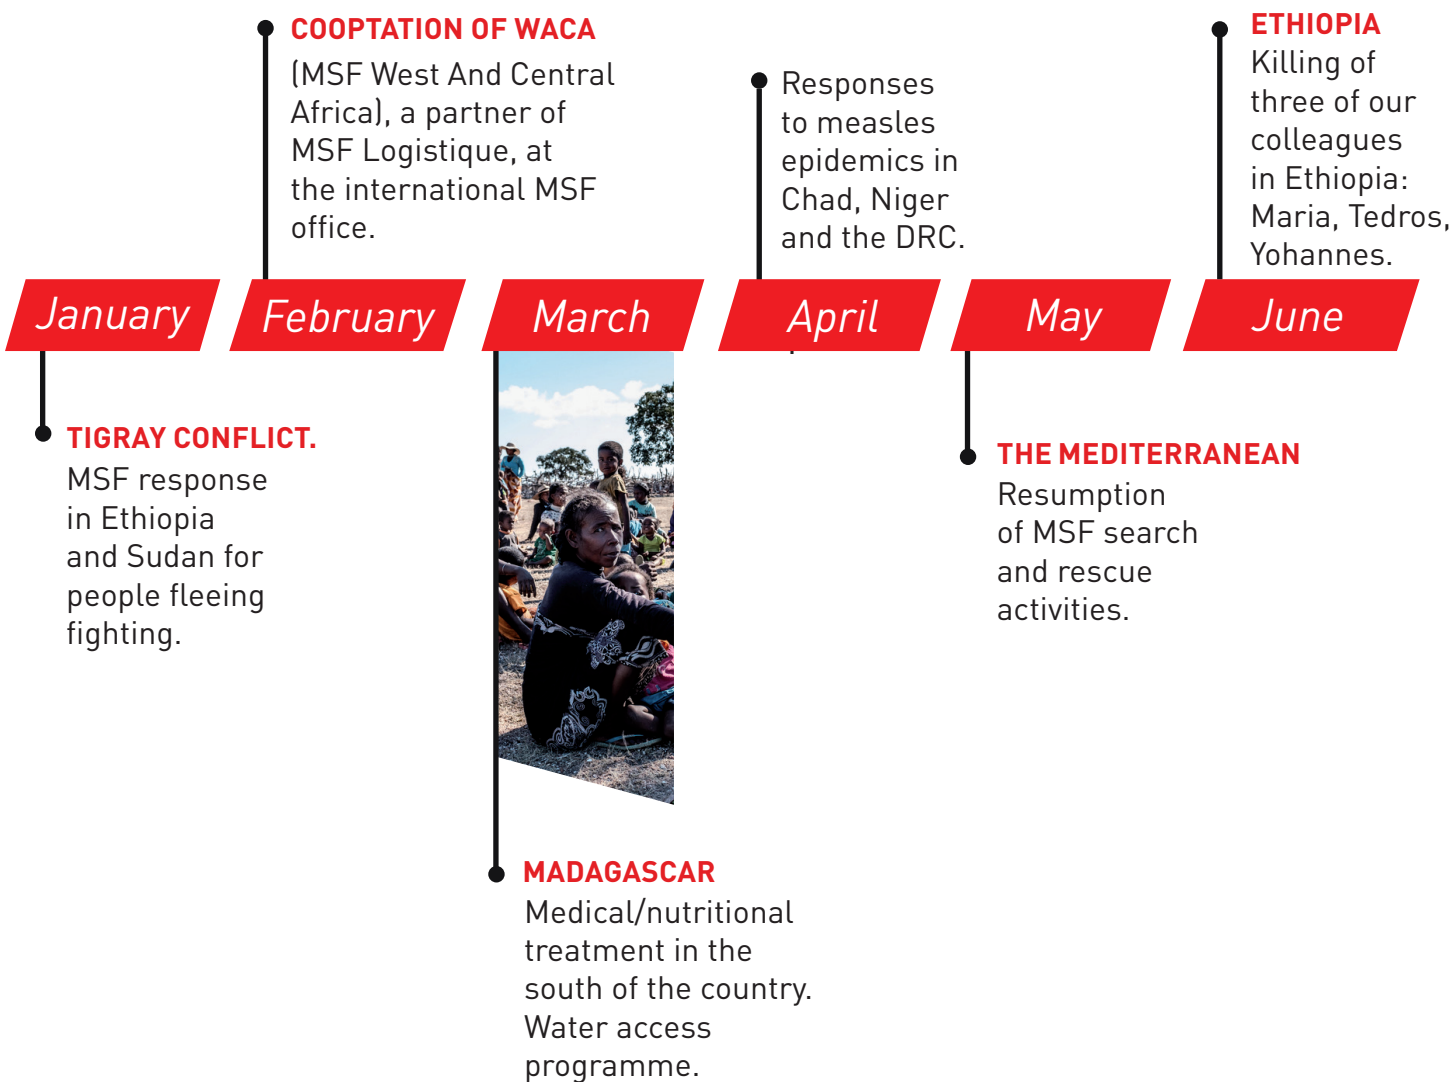 COOPTATION OF WACA
(MSF West And Central
Africa), a partner of
MSF Logistique, at
the international MSF
office.
Responses
to measles
epidemics in
Chad, Niger
and the DRC.
ETHIOPIA
Killing of
three of our
colleagues
in Ethiopia:
Maria, Tedros,
Yohannes.
January
February
March
April
May
June
TIGRAY CONFLICT.
MSF response
in Ethiopia
and Sudan for
people fleeing
fighting.
THE MEDITERRANEAN
Resumption
of MSF search
and rescue
activities.
MADAGASCAR
Medical/nutritional
treatment in the
south of the country.
Water access
programme.